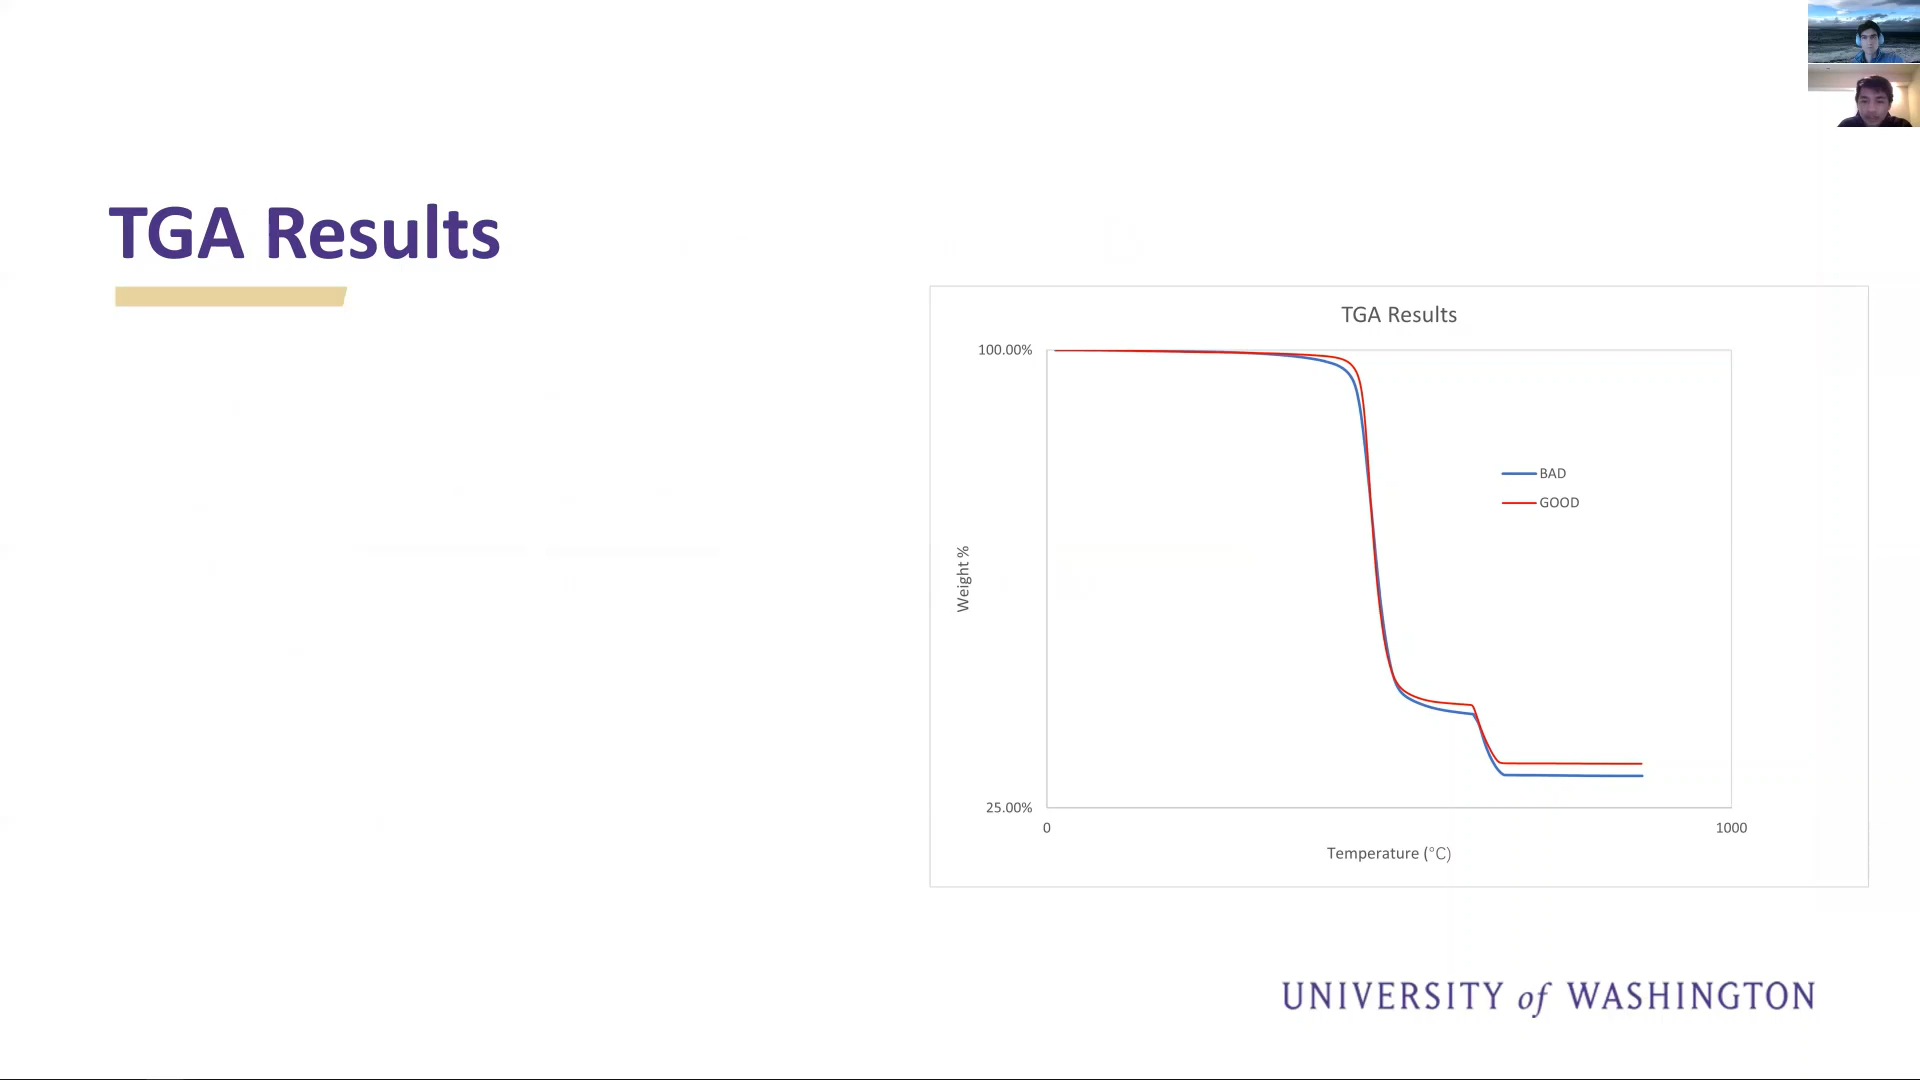 TGA Results
TGA Results
100.00%
BAD
GOOD
Weight %
25.00%
0
1000
Temperature (°C)
UNIVERSITY of WASHINGTON